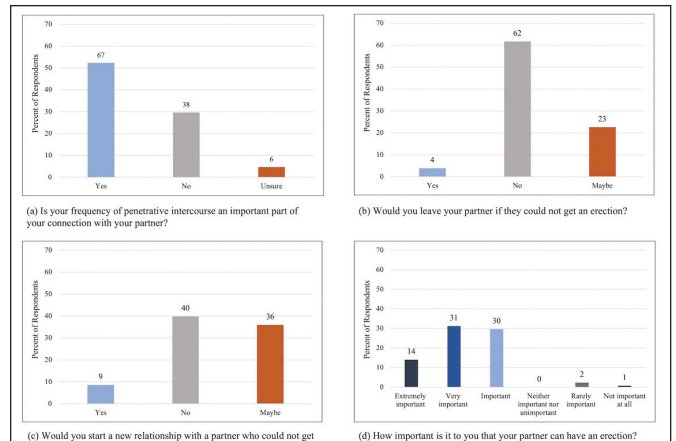 70
60
50
40
30
20
10
0
Percent of Respondents
67
38
6
Yes No Unsure
(a) Is your frequency of penetrative intercourse an important part of
your connection with your partner?
70
60
50
40
30
20
10
0
Percent of Respondents
4
62
23
Yes No Maybe
(b) Would you leave your partner if they could not get an erection?
70
60
50
40
30
20
10
0
Percent of Respondents
9
40
36
Yes No Maybe
(c) Would you start a new relationship with a partner who could not get
70
60
50
40
30
20
10
0
Percent of Respondents
14
31
30
0
2
1
Extremely
important
Very
important
Important
Neither
important nor
unimportant
Rarely
important
Not important
at all
(d) How important is it to you that your partner can have an erection?